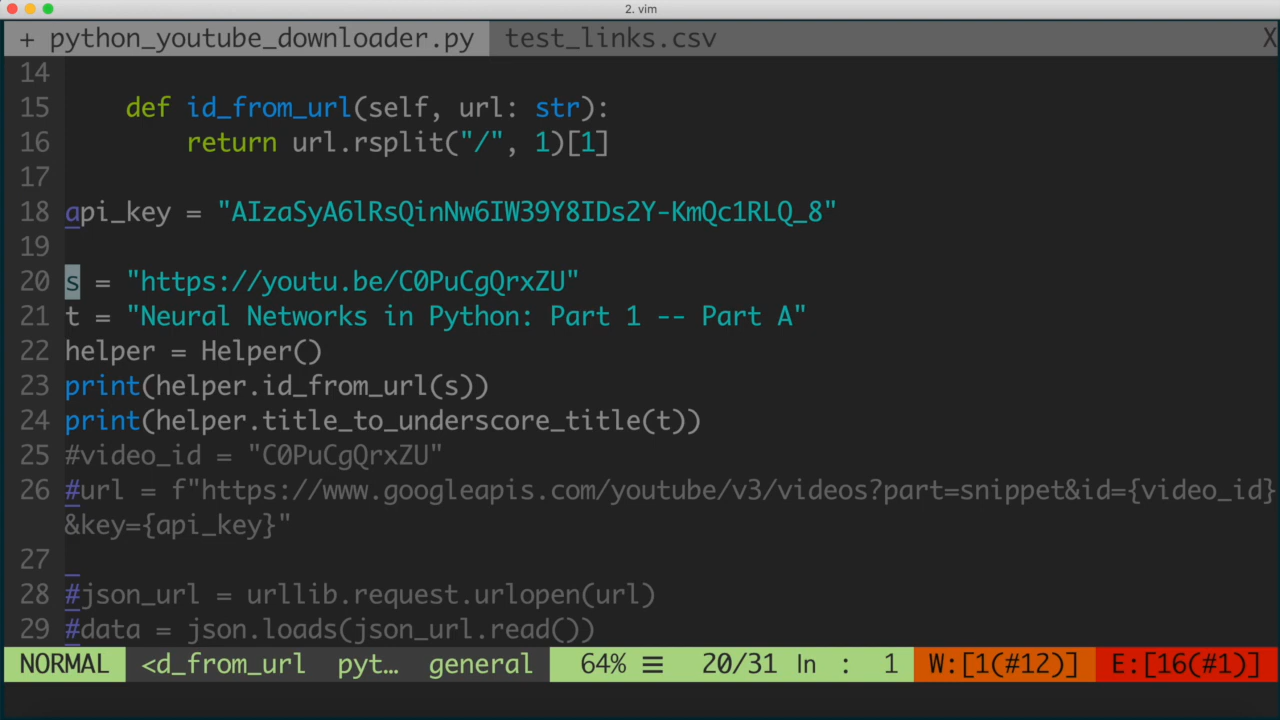 2. vim
+ python_youtube_downloader.py test_links.csv X
14
15 def id_from_url(self, url: str):
16 return url.rsplit("/", 1)[1]
17
18 api_key = "AIzaSyA6lRsQinNw6IW39Y8IDs2Y-KmQc1RLQ_8"
19
20 s = "https://youtu.be/C0PuCgQrxZU"
21 t = "Neural Networks in Python: Part 1 -- Part A"
22 helper = Helper()
23 print(helper.id_from_url(s))
24 print(helper.title_to_underscore_title(t))
25 #video_id = "C0PuCgQrxZU"
26 #url = f"https://www.googleapis.com/youtube/v3/videos?part=snippet&id={video_id}
&key={api_key}"
27
28 #json_url = urllib.request.urlopen(url)
29 #data = json.loads(json_url.read())
NORMAL <d_from_url pyt… general 64% ☰ 20/31 ln : 1 W:[1(#12)] E:[16(#1)]